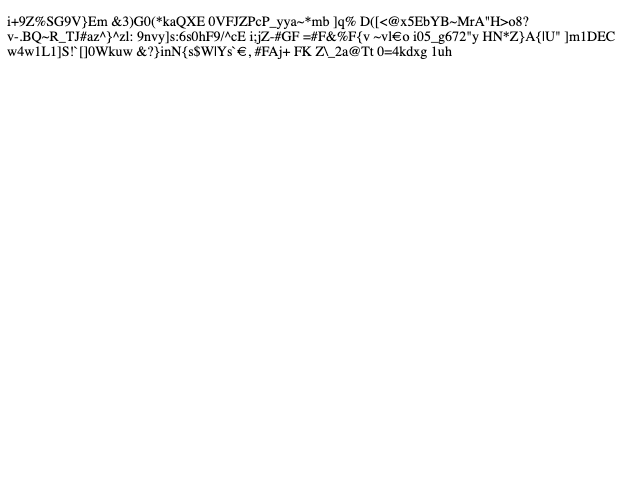 i+9Z%SG9V}Em &3)G0(*kaQXE 0VFJZPcP_yya~*mb ]q% D([<@x5EbYB~MrA"H>o8?
v-.BQ~R_TJ#az^}^zl: 9nvy]s:6s0hF9/^cE i;jZ-#GF =#F&%F{v ~vl€o i05_g672"y HN*Z}A{|U" ]m1DEC
w4w1L1]S!`[]0Wkuw &?}inN{s$W|Ys`€, #FAj+ FK Z\_2a@Tt 0=4kdxg 1uh